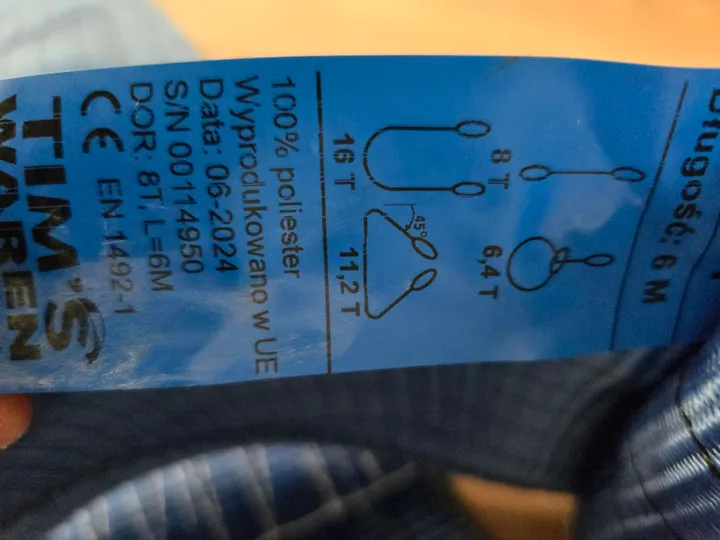 Długość: 6 M
8 T 6,4 T
45°
16 T 11,2 T
100% poliester
Wyprodukowano w UE
Data: 06-2024
S/N 00114950
DOR: 8T, L=6M
CE EN 1492-1
TIM'S
WAREN